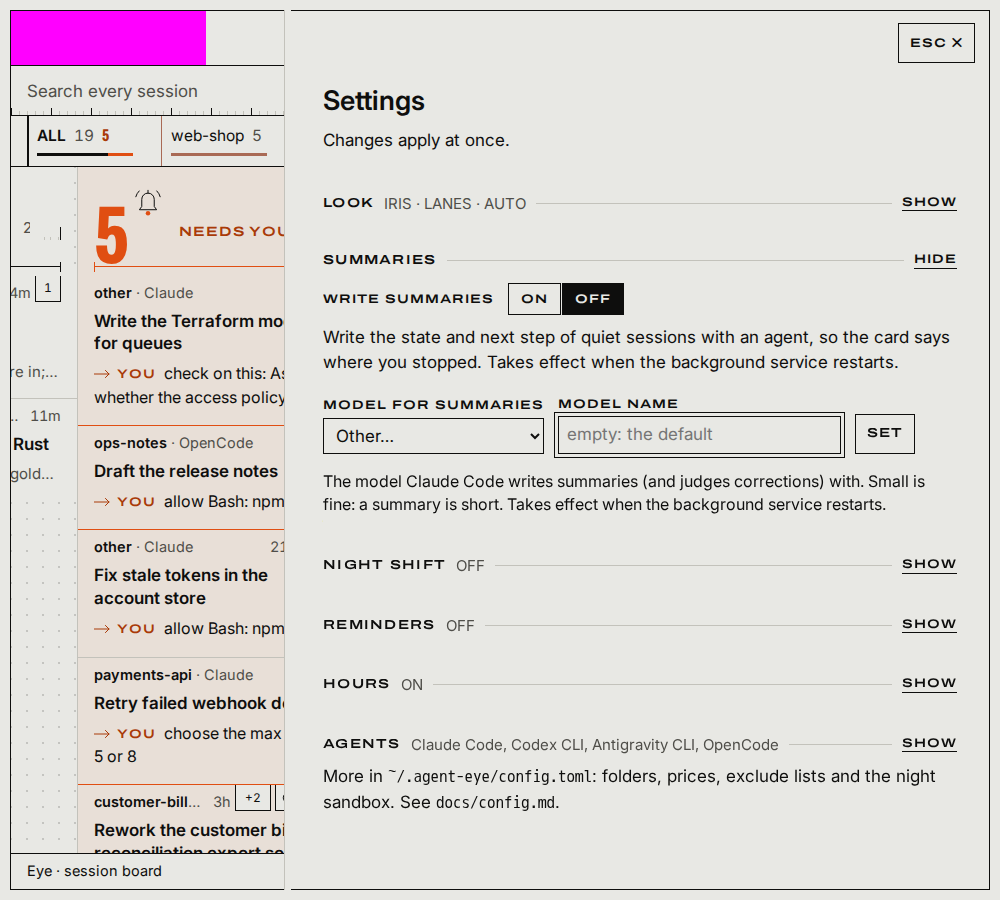 ESC ✕
Search every session
ALL 19 5
web-shop 5
2
4m 1
re in;...
.. 11m
Rust
gold...
5
NEEDS YOU
other · Claude
Write the Terraform mo
for queues
→ YOU check on this: As
whether the access policy
ops-notes · OpenCode
Draft the release notes
→ YOU allow Bash: npm
other · Claude 21
Fix stale tokens in the
account store
→ YOU allow Bash: npm
payments-api · Claude
Retry failed webhook de
→ YOU choose the max
5 or 8
customer-bill... 3h +2
Rework the customer bi
reconciliation export so
Eye · session board
Settings
Changes apply at once.
LOOK IRIS · LANES · AUTO SHOW
SUMMARIES HIDE
WRITE SUMMARIES ON OFF
Write the state and next step of quiet sessions with an agent, so the card says
where you stopped. Takes effect when the background service restarts.
MODEL FOR SUMMARIES MODEL NAME
Other... empty: the default SET
The model Claude Code writes summaries (and judges corrections) with. Small is
fine: a summary is short. Takes effect when the background service restarts.
NIGHT SHIFT OFF SHOW
REMINDERS OFF SHOW
HOURS ON SHOW
AGENTS Claude Code, Codex CLI, Antigravity CLI, OpenCode SHOW
More in ~/.agent-eye/config.toml: folders, prices, exclude lists and the night
sandbox. See docs/config.md.